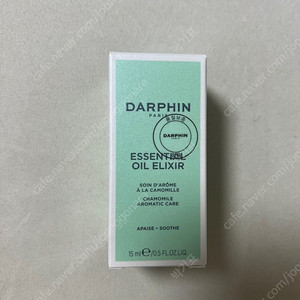 DARPHIN
PARIS
DARPHIN
ESSENTIAL
OIL ELIXIR
SOIN D'ARÔME
À LA CAMOMILLE
CHAMOMILE
AROMATIC CARE
APAISE • SOOTHE
15 ml e/0.5 FL.OZ.LIQ.